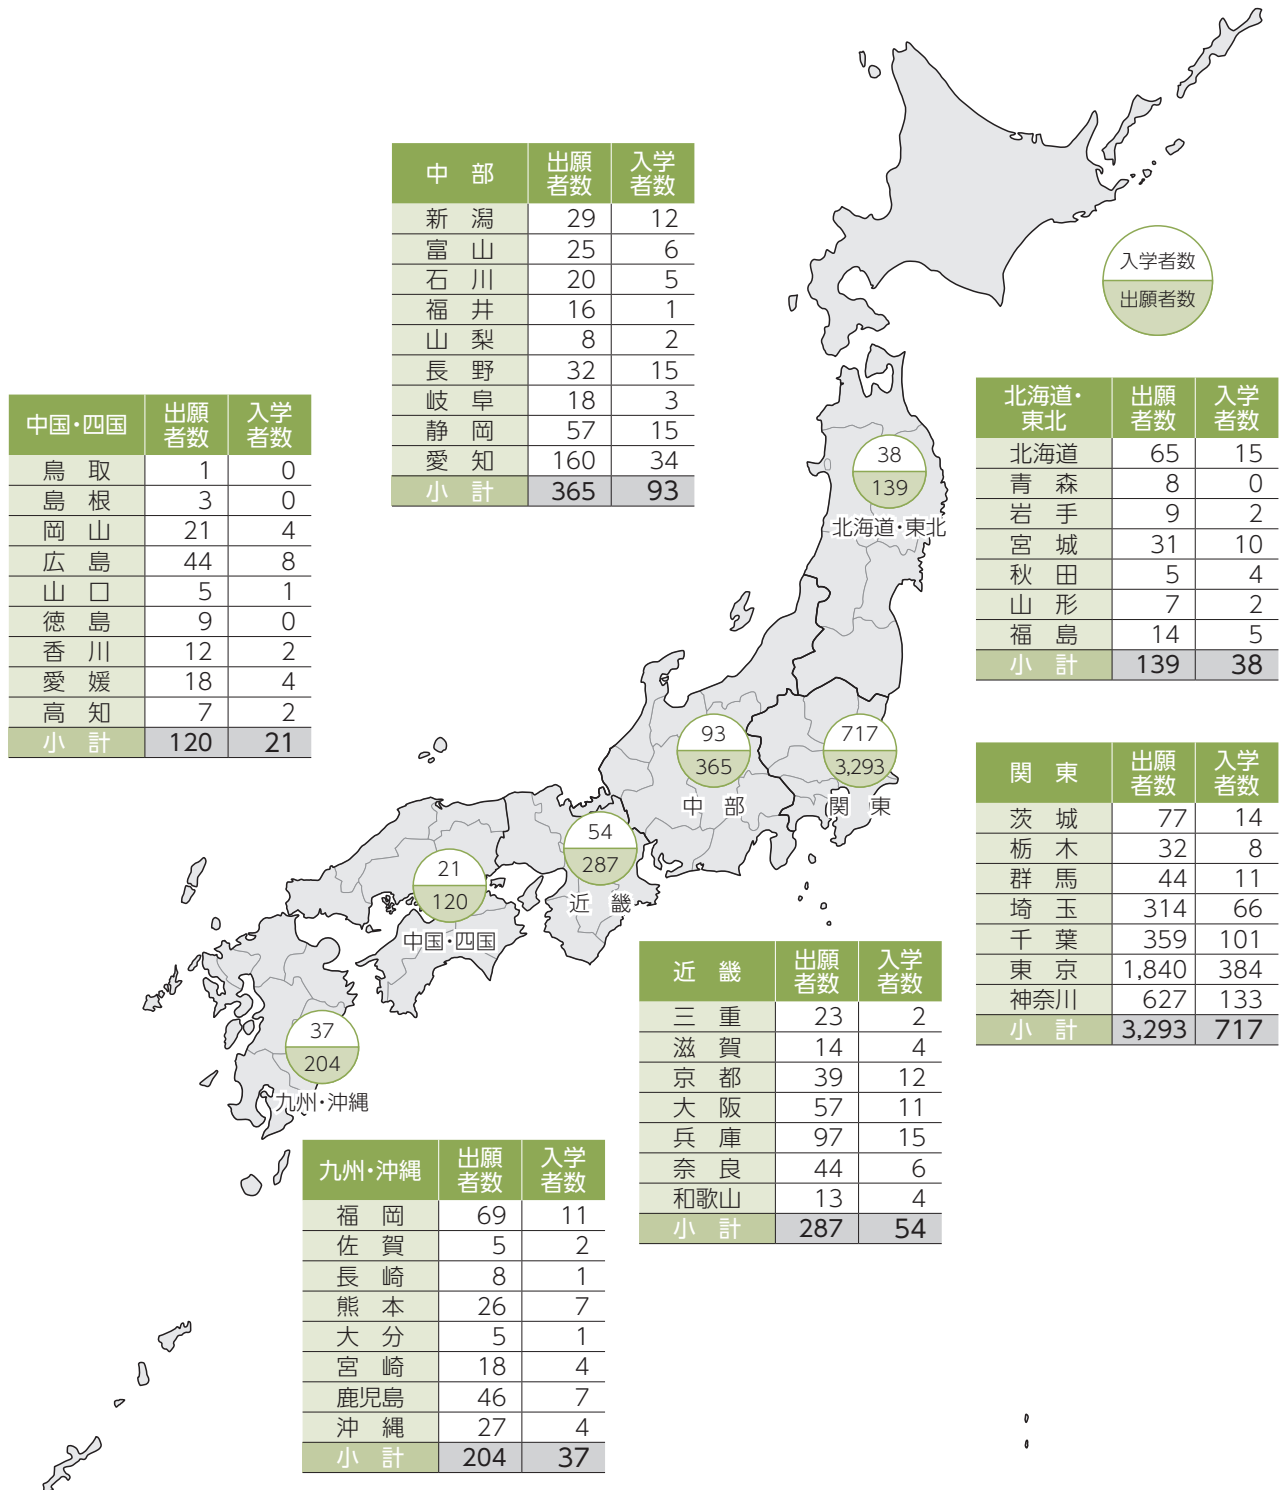 中部 出願者数 入学者数
新潟 29 12
富山 25 6
石川 20 5
福井 16 1
山梨 8 2
長野 32 15
岐阜 18 3
静岡 57 15
愛知 160 34
小計 365 93
入学者数
出願者数
中国・四国 出願者数 入学者数
鳥取 1 0
島根 3 0
岡山 21 4
広島 44 8
山口 5 1
徳島 9 0
香川 12 2
愛媛 18 4
高知 7 2
小計 120 21
北海道・東北 出願者数 入学者数
北海道 65 15
青森 8 0
岩手 9 2
宮城 31 10
秋田 5 4
山形 7 2
福島 14 5
小計 139 38
38
139
北海道・東北
93
365
中部
717
3,293
関東
54
287
近畿
21
120
中国・四国
37
204
九州・沖縄
関東 出願者数 入学者数
茨城 77 14
栃木 32 8
群馬 44 11
埼玉 314 66
千葉 359 101
東京 1,840 384
神奈川 627 133
小計 3,293 717
近畿 出願者数 入学者数
三重 23 2
滋賀 14 4
京都 39 12
大阪 57 11
兵庫 97 15
奈良 44 6
和歌山 13 4
小計 287 54
九州・沖縄 出願者数 入学者数
福岡 69 11
佐賀 5 2
長崎 8 1
熊本 26 7
大分 5 1
宮崎 18 4
鹿児島 46 7
沖縄 27 4
小計 204 37